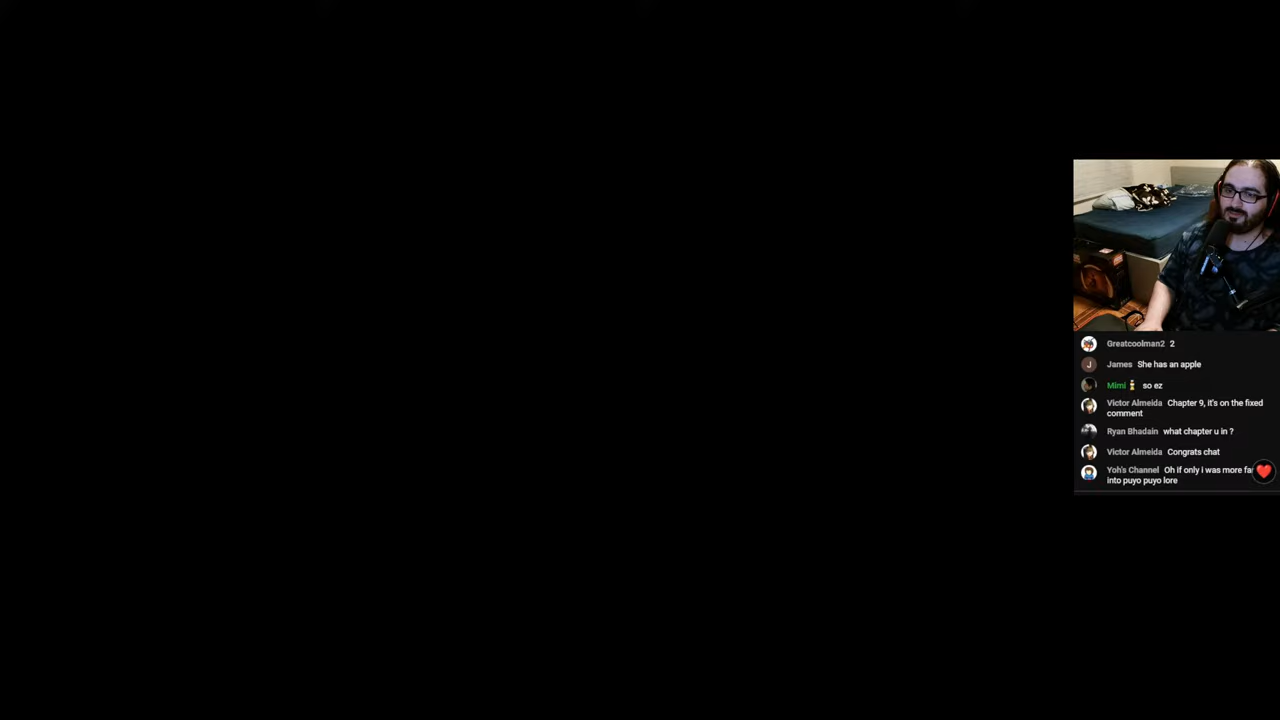 Greatcoolman2 2
J James She has an apple
Mimi so ez
Victor Almeida Chapter 9, it's on the fixed
comment
Ryan Bhadain what chapter u in ?
Victor Almeida Congrats chat
Yoh's Channel Oh if only i was more
into puyo puyo lore